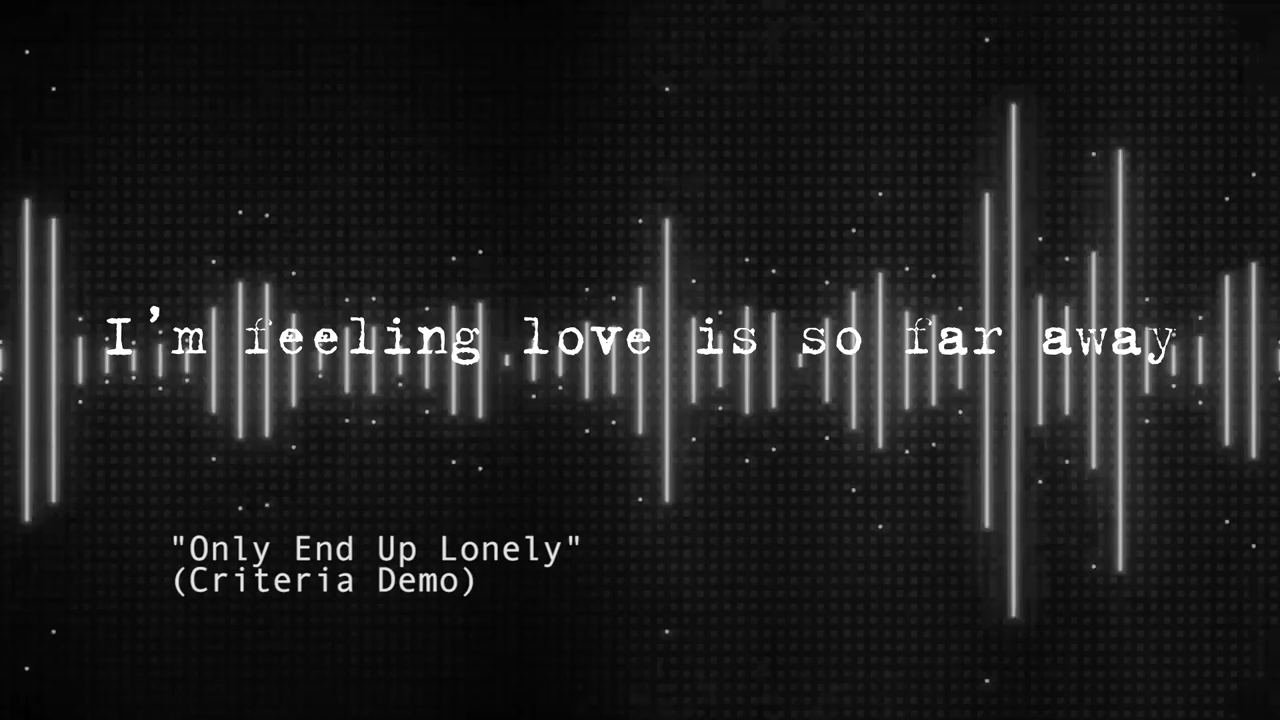 I’m feeling love is so far away
"Only End Up Lonely"
(Criteria Demo)